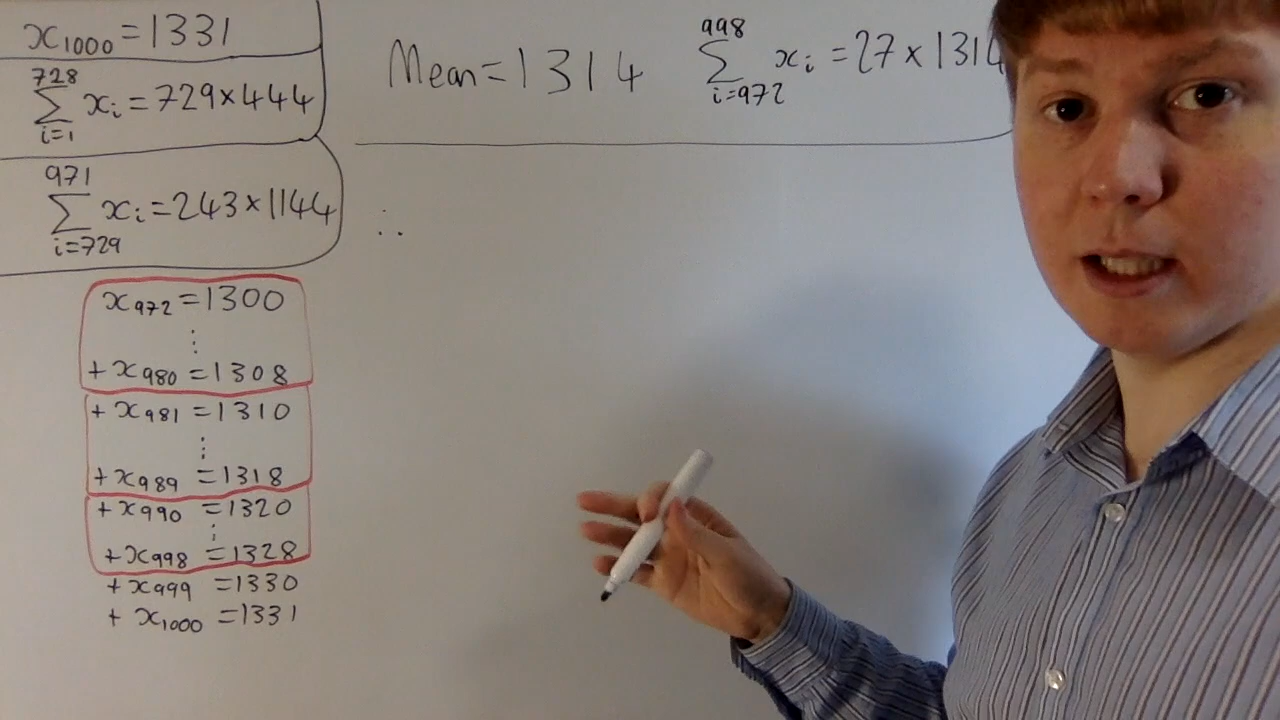 x₁₀₀₀ = 1331
728
∑ xᵢ = 729 × 444
i=1
971
∑ xᵢ = 243 × 1144
i=729
Mean = 1314
998
∑ xᵢ = 27 × 1314
i=972
∴
x₉₇₂ = 1300
⋮
+ x₉₈₀ = 1308
+ x₉₈₁ = 1310
⋮
+ x₉₈₉ = 1318
+ x₉₉₀ = 1320
⋮
+ x₉₉₈ = 1328
+ x₉₉₉ = 1330
+ x₁₀₀₀ = 1331